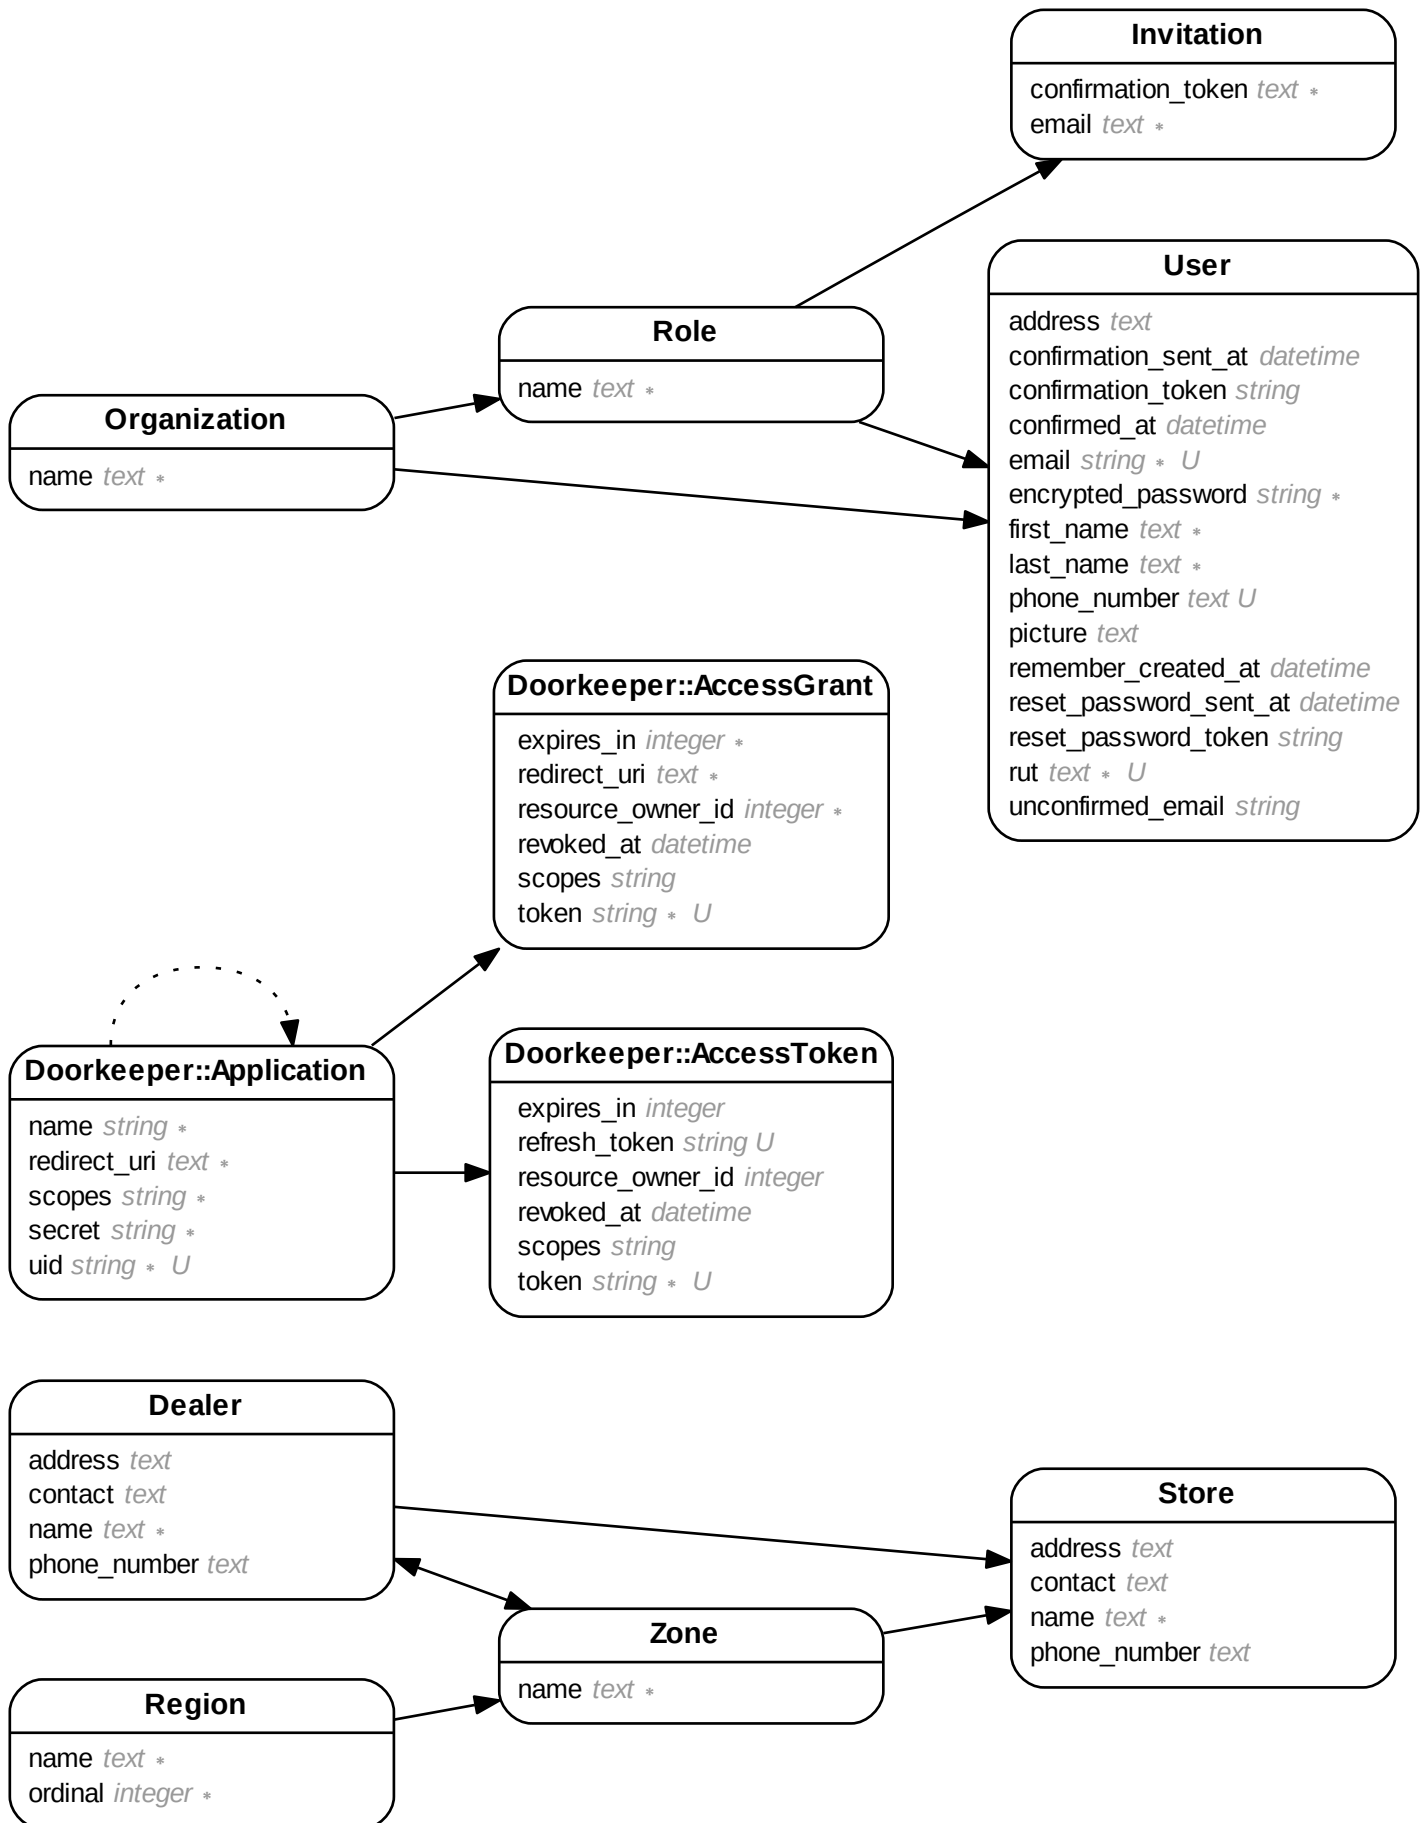 Invitation
confirmation_token text *
email text *
User
address text
confirmation_sent_at datetime
confirmation_token string
confirmed_at datetime
email string * U
encrypted_password string *
first_name text *
last_name text *
phone_number text U
picture text
remember_created_at datetime
reset_password_sent_at datetime
reset_password_token string
rut text * U
unconfirmed_email string
Role
name text *
Organization
name text *
Doorkeeper::AccessGrant
expires_in integer *
redirect_uri text *
resource_owner_id integer *
revoked_at datetime
scopes string
token string * U
Doorkeeper::Application
name string *
redirect_uri text *
scopes string *
secret string *
uid string * U
Doorkeeper::AccessToken
expires_in integer
refresh_token string U
resource_owner_id integer
revoked_at datetime
scopes string
token string * U
Dealer
address text
contact text
name text *
phone_number text
Store
address text
contact text
name text *
phone_number text
Zone
name text *
Region
name text *
ordinal integer *